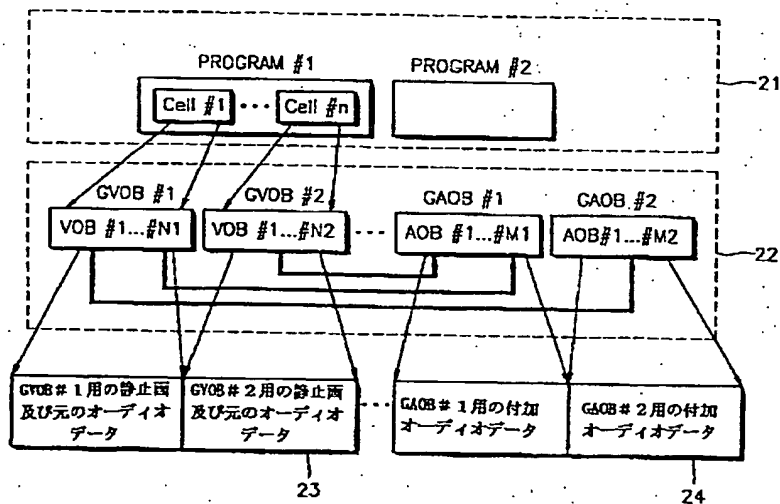 PROGRAM #1
PROGRAM #2
Cell #1 ... Cell #n
21
GVOB #1
GVOB #2
GAOB #1
GAOB #2
VOB #1...#N1
VOB #1...#N2
...
AOB #1...#M1
AOB#1...#M2
22
GVOB#1用の静止画
及び元のオーディオ
データ
GVOB#2用の静止画
及び元のオーディオ
データ
...
GAOB#1用の付加
オーディオデータ
GAOB#2用の付加
オーディオデータ
23
24